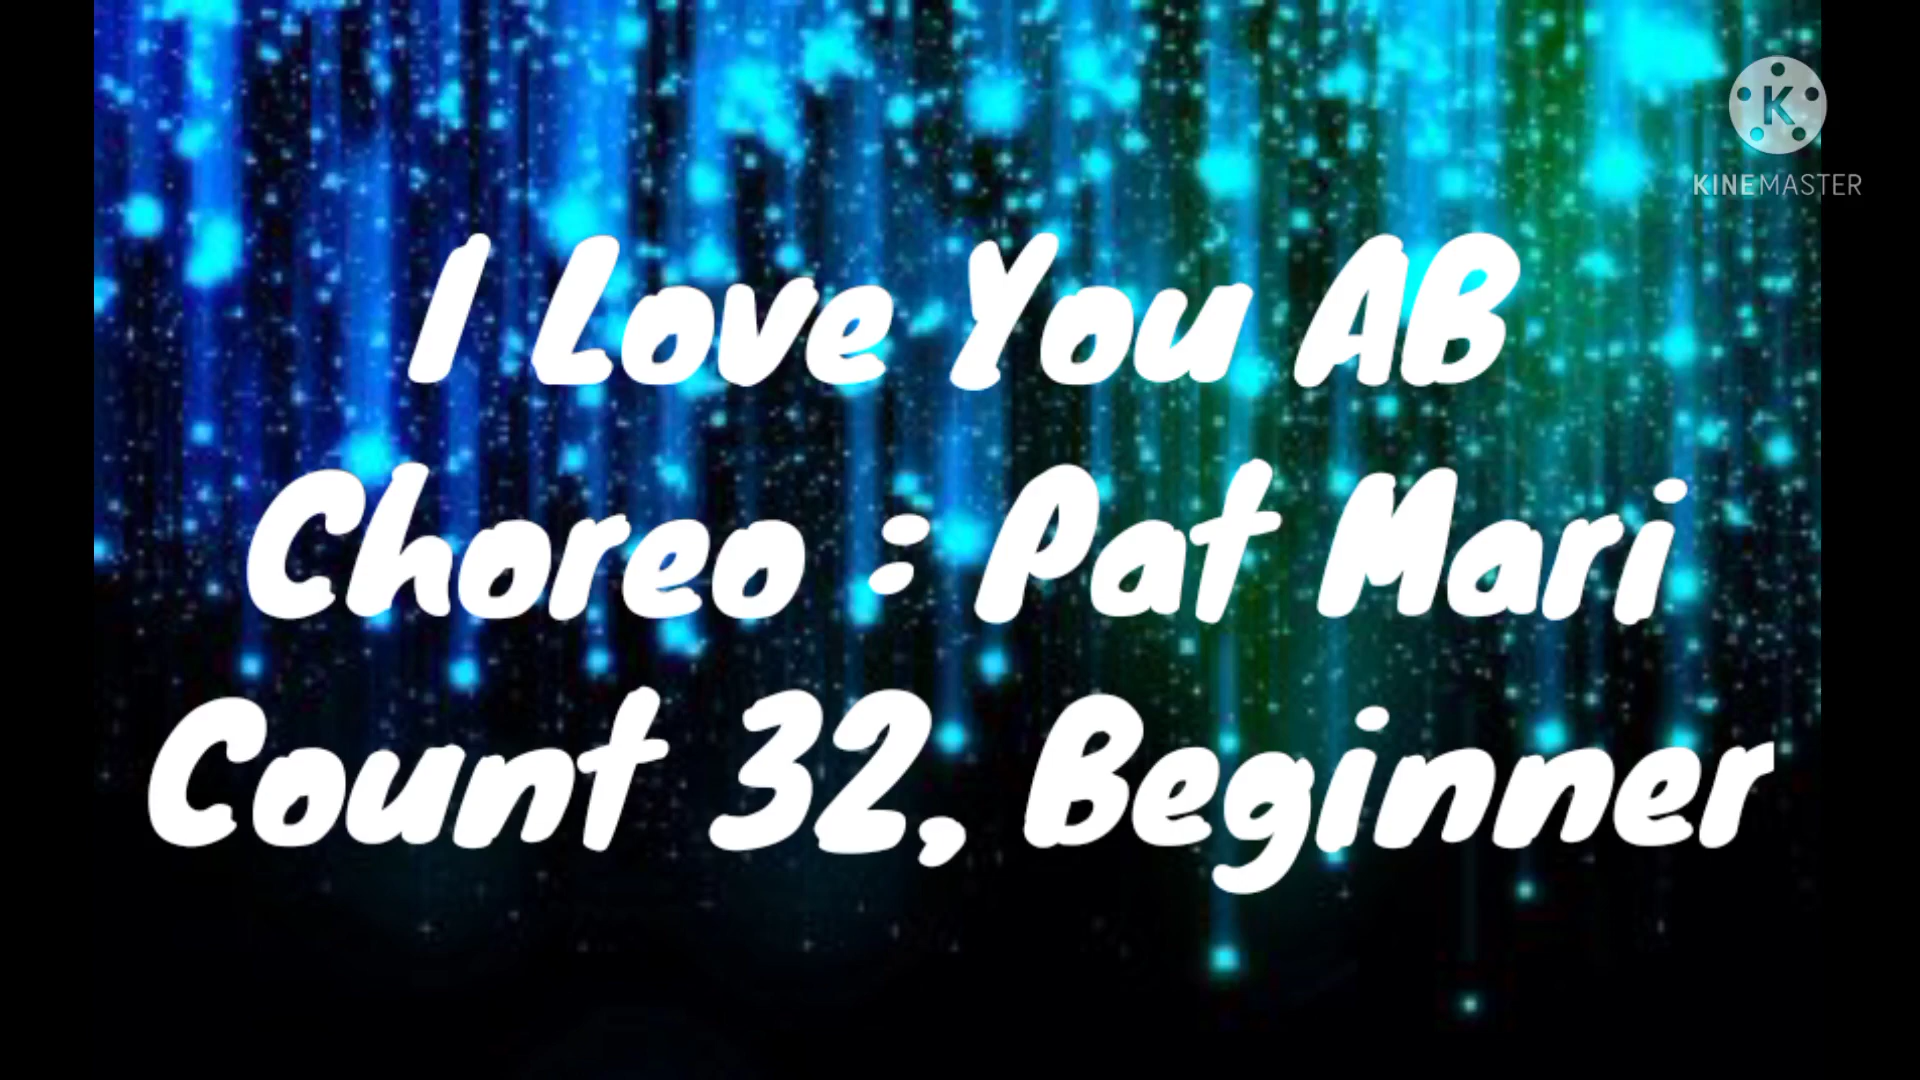 K
KINEMASTER
I Love You AB
Choreo : Pat Mari
Count 32, Beginner